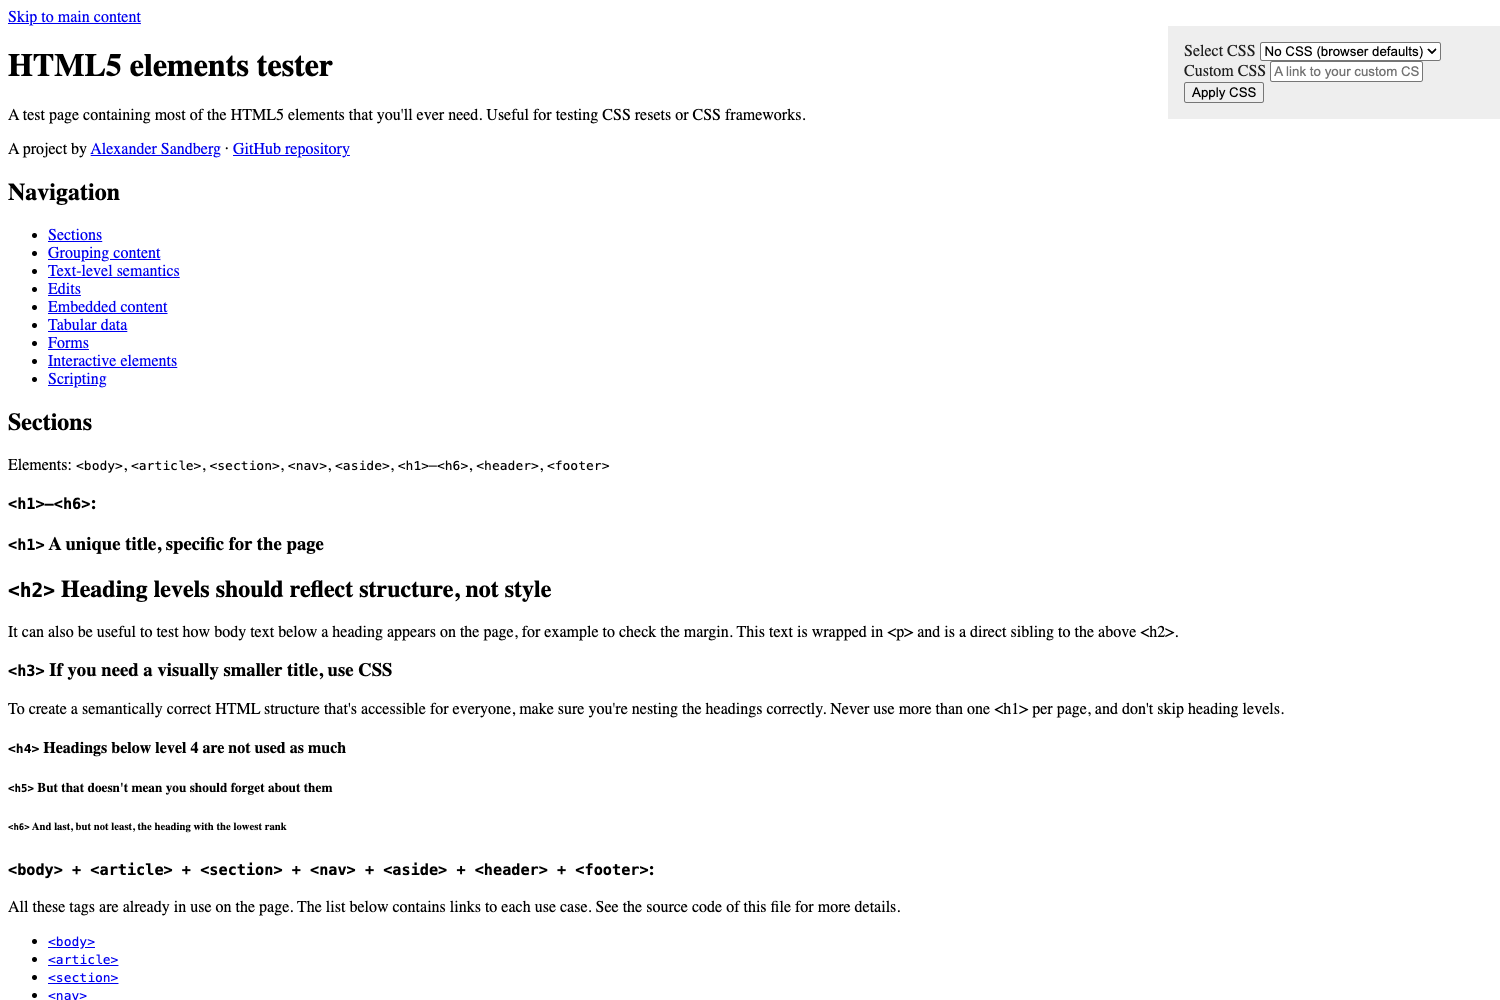 Skip to main content
Select CSS No CSS (browser defaults)
Custom CSS A link to your custom CS
Apply CSS
HTML5 elements tester
A test page containing most of the HTML5 elements that you'll ever need. Useful for testing CSS resets or CSS frameworks.
A project by Alexander Sandberg · GitHub repository
Navigation
• Sections
• Grouping content
• Text-level semantics
• Edits
• Embedded content
• Tabular data
• Forms
• Interactive elements
• Scripting
Sections
Elements: <body>, <article>, <section>, <nav>, <aside>, <h1>–<h6>, <header>, <footer>
<h1>–<h6>:
<h1> A unique title, specific for the page
<h2> Heading levels should reflect structure, not style
It can also be useful to test how body text below a heading appears on the page, for example to check the margin. This text is wrapped in <p> and is a direct sibling to the above <h2>.
<h3> If you need a visually smaller title, use CSS
To create a semantically correct HTML structure that's accessible for everyone, make sure you're nesting the headings correctly. Never use more than one <h1> per page, and don't skip heading levels.
<h4> Headings below level 4 are not used as much
<h5> But that doesn't mean you should forget about them
<h6> And last, but not least, the heading with the lowest rank
<body> + <article> + <section> + <nav> + <aside> + <header> + <footer>:
All these tags are already in use on the page. The list below contains links to each use case. See the source code of this file for more details.
• <body>
• <article>
• <section>
• <nav>